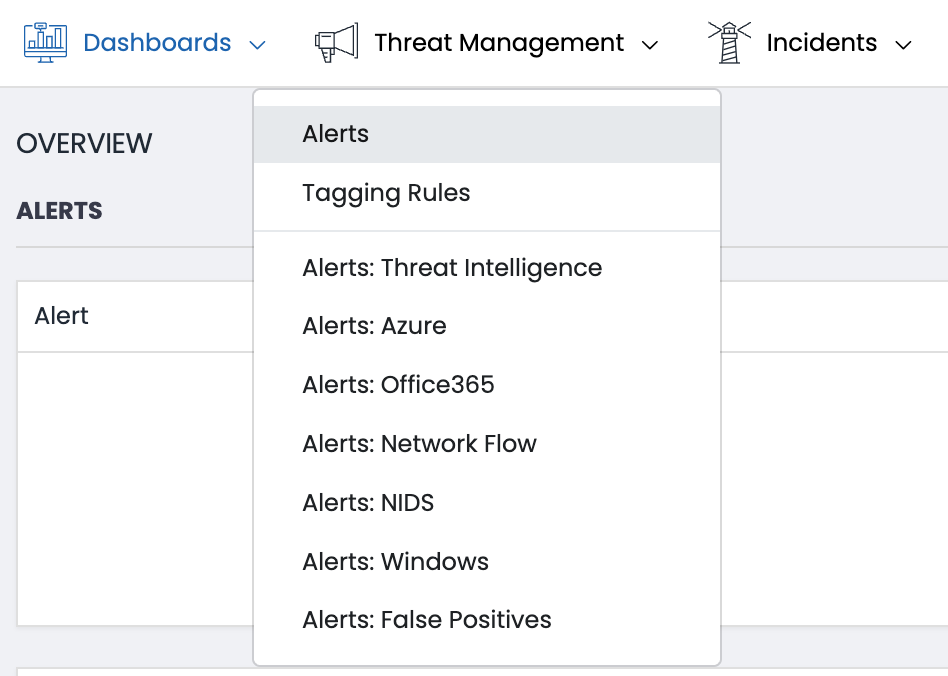 Dashboards Threat Management Incidents
OVERVIEW
ALERTS
Alert
Alerts
Tagging Rules
Alerts: Threat Intelligence
Alerts: Azure
Alerts: Office365
Alerts: Network Flow
Alerts: NIDS
Alerts: Windows
Alerts: False Positives